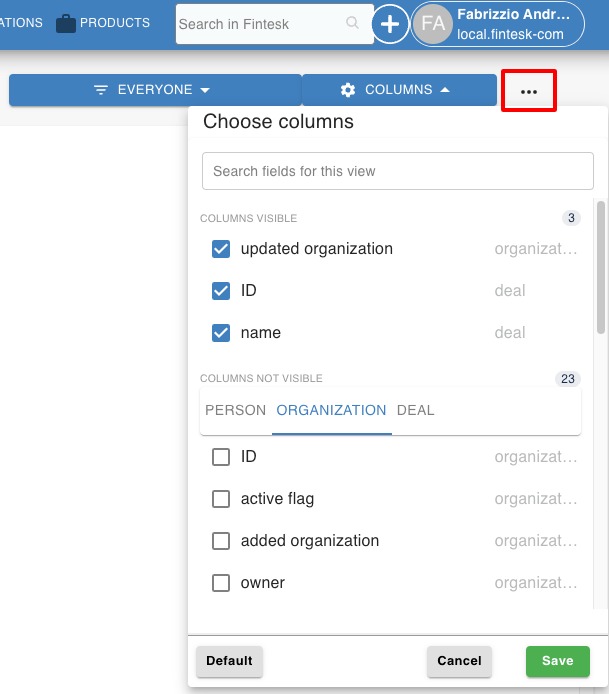 ATIONS PRODUCTS Search in Fintesk FA Fabrizzio Andr...
local.fintesk-com
EVERYONE COLUMNS ...
Choose columns
Search fields for this view
COLUMNS VISIBLE 3
updated organization organizat...
ID deal
name deal
COLUMNS NOT VISIBLE 23
PERSON ORGANIZATION DEAL
ID organizat...
active flag organizat...
added organization organizat...
owner organizat...
Default Cancel Save